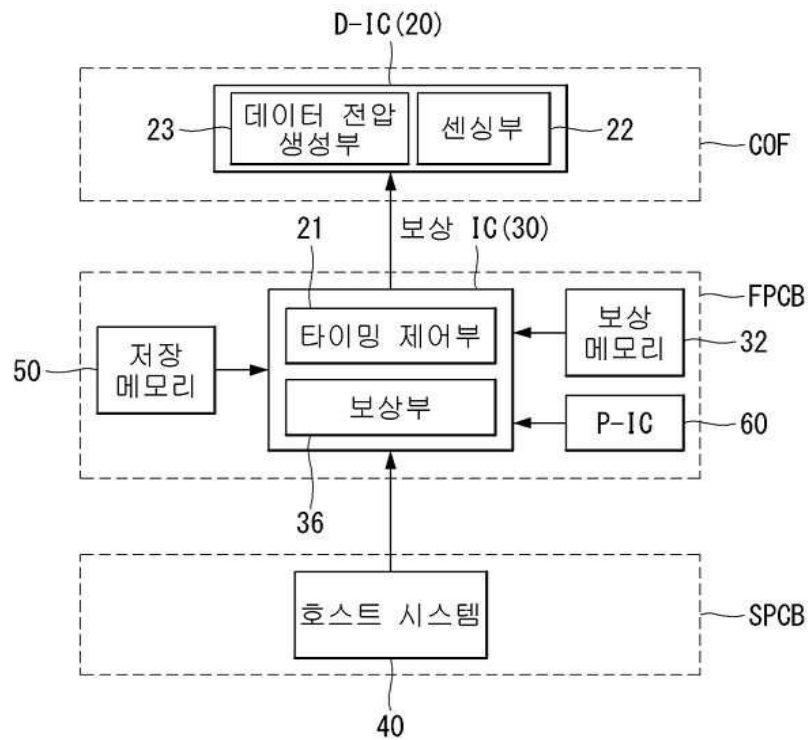 D-IC(20)
23
데이터 전압
생성부
센싱부
22
COF
21
보상 IC(30)
FPCB
타이밍 제어부
보상
메모리
32
50
저장
메모리
보상부
P-IC
60
36
호스트 시스템
SPCB
40